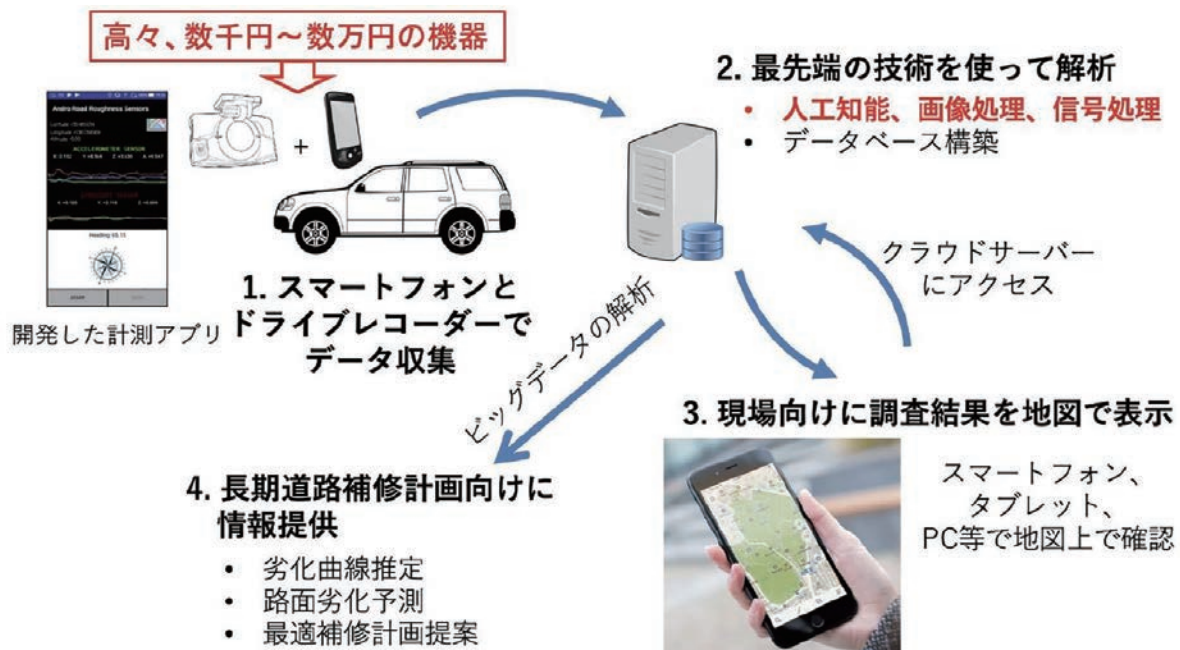 高々、数千円～数万円の機器
Andro Road Roughness Sensors
ACCELEROMETER SENSOR
+
開発した計測アプリ
1. スマートフォンと
ドライブレコーダーで
データ収集
2. 最先端の技術を使って解析
• 人工知能、画像処理、信号処理
• データベース構築
クラウドサーバー
にアクセス
ビッグデータの解析
3. 現場向けに調査結果を地図で表示
スマートフォン、
タブレット、
PC等で地図上で確認
4. 長期道路補修計画向けに
情報提供
• 劣化曲線推定
• 路面劣化予測
• 最適補修計画提案